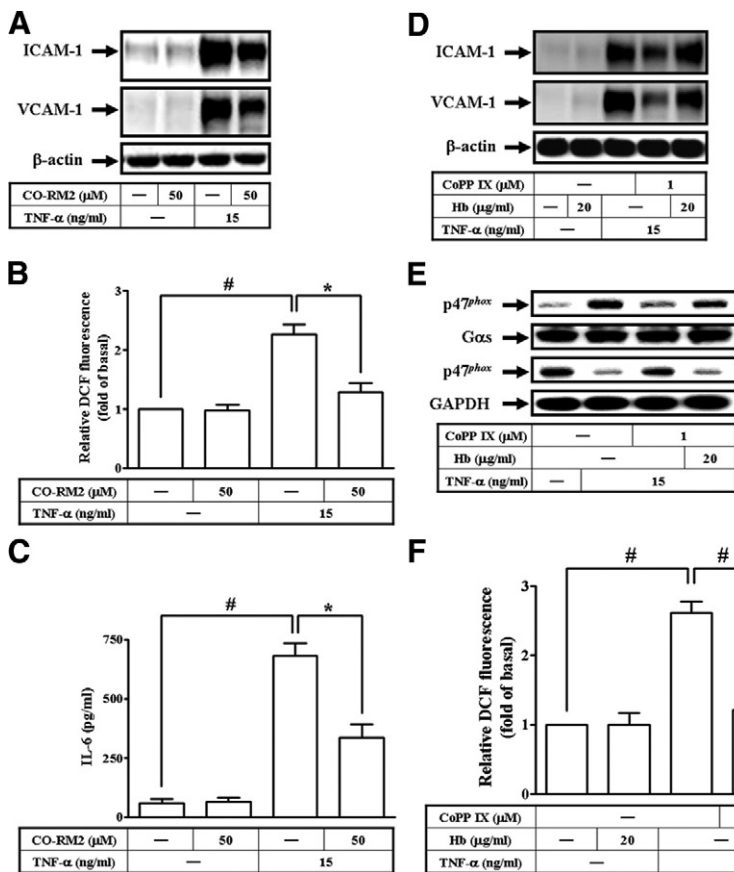 A
ICAM-1
VCAM-1
β-actin
CO-RM2 (μM) — 50 — 50
TNF-α (ng/ml) — 15
B
Relative DCF fluorescence
(fold of basal)
3
2
1
0
# *
CO-RM2 (μM) — 50 — 50
TNF-α (ng/ml) — 15
C
IL-6 (pg/ml)
750
500
250
0
# *
CO-RM2 (μM) — 50 — 50
TNF-α (ng/ml) — 15
D
ICAM-1
VCAM-1
β-actin
CoPP IX (μM) — 1
Hb (μg/ml) — 20 — 20
TNF-α (ng/ml) — 15
E
p47phox
Gαs
p47phox
GAPDH
CoPP IX (μM) — 1
Hb (μg/ml) — 20
TNF-α (ng/ml) — 15
F
Relative DCF fluorescence
(fold of basal)
3
2
1
0
# #
CoPP IX (μM) —
Hb (μg/ml) — 20 —
TNF-α (ng/ml) —